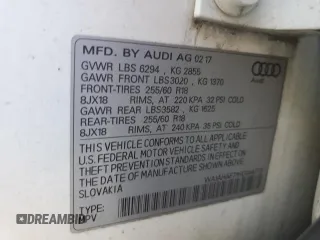 MFD. BY AUDI AG 02 17
GVWR LBS 6294 , KG 2855
GAWR FRONT LBS3020 , KG 1370
FRONT-TIRES 255/60 R18
8JX18 RIMS, AT 220 KPA 32 PSI COLD
GAWR REAR LBS3582 , KG 1625
REAR-TIRES 255/60 R18
8JX18 RIMS, AT 240 KPA 35 PSI COLD
THIS VEHICLE CONFORMS TO ALL APPLICABLE
U.S. FEDERAL MOTOR VEHICLE SAFETY AND
THEFT PREVENTION STANDARDS IN EFFECT ON
THE DATE OF MANUFACTURE SHOWN ABOVE
SLOVAKIA
TYPE:
MPV
Audi
DREAMBID